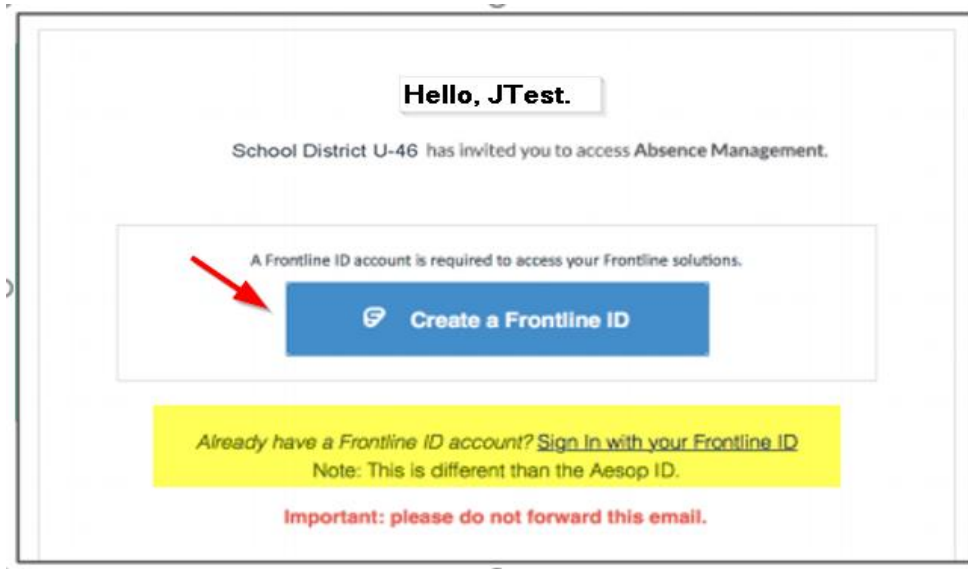 Hello, JTest.
School District U-46 has invited you to access Absence Management.
A Frontline ID account is required to access your Frontline solutions.
Create a Frontline ID
Already have a Frontline ID account? Sign In with your Frontline ID
Note: This is different than the Aesop ID.
Important: please do not forward this email.